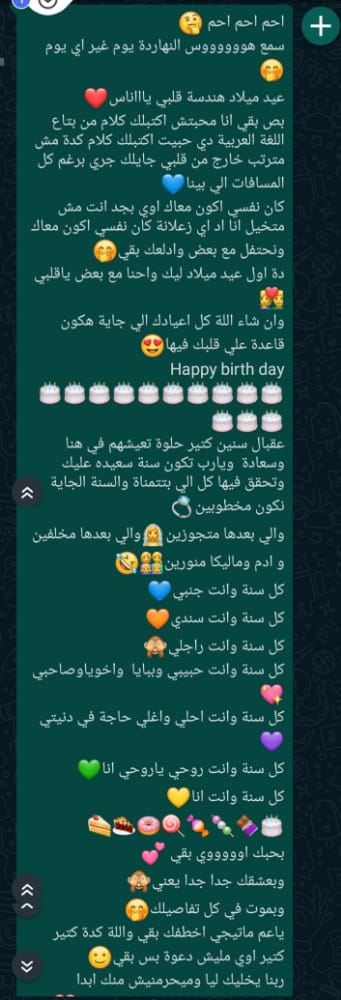 احم احم احم 🤔
سمع هووووووس النهاردة يوم غير اي يوم
🤭
عيد ميلاد هندسة قلبي ياااناس❤️
بص بقي انا محبتش اكتبلك كلام من بتاع
اللغة العربية دي حبيت اكتبلك كلام كدة مش
مترتب خارج من قلبي جايلك جري برغم كل
المسافات الي بينا💙
كان نفسي اكون معاك اوي بجد انت مش
متخيل انا اد اي زعلانة كان نفسي اكون معاك
ونحتفل مع بعض وادلعك بقي🤭
دة اول عيد ميلاد ليك واحنا مع بعض ياقلبي
👩‍❤️‍👨
وان شاء اللة كل اعيادك الي جاية هكون
قاعدة علي قلبك فيها😍
Happy birth day
🎂🎂🎂🎂🎂🎂🎂🎂🎂🎂
🎂🎂🎂
عقبال سنين كتير حلوة تعيشهم في هنا
وسعادة  ويارب تكون سنة سعيده عليك
وتحقق فيها كل الي بتتمناة والسنة الجاية
نكون مخطوبين💍
والي بعدها متجوزين👰والي بعدها مخلفين
و ادم وماليكا منورين👨‍👩‍👧‍👦🤣
كل سنة وانت جنبي💙
كل سنة وانت سندي🧡
كل سنة وانت راجلي🙈
كل سنة وانت حبيبي وببايا  واخوياوصاحبي
💖
كل سنة وانت احلي واغلي حاجة في دنيتي
💜
كل سنة وانت روحي ياروحي انا💚
كل سنة وانت انا💛
🎂🍫🍡🍬🍭🍩🥧🍰
بحبك اوووووي بقي 💕
وبعشقك جدا جدا يعني🙈
وبموت في كل تفاصيلك🤭
ياعم ماتيجي اخطفك بقي واللة كدة كتير
كتير اوي مليش دعوة بس بقي🙂
ربنا يخليك ليا وميحرمنيش منك ابدا